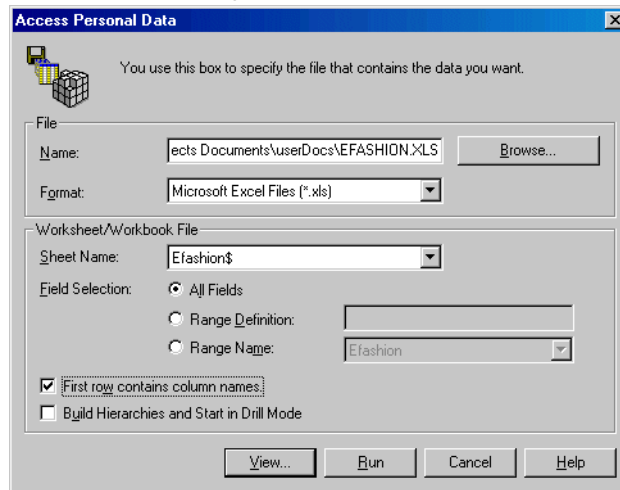 Access Personal Data
You use this box to specify the file that contains the data you want.
File
Name: ects Documents\userDocs\EFASHION.XLS Browse...
Format: Microsoft Excel Files (*.xls)
Worksheet/Workbook File
Sheet Name: Efashion$
Field Selection: All Fields
Range Definition:
Range Name: Efashion
First row contains column names.
Build Hierarchies and Start in Drill Mode
View... Run Cancel Help